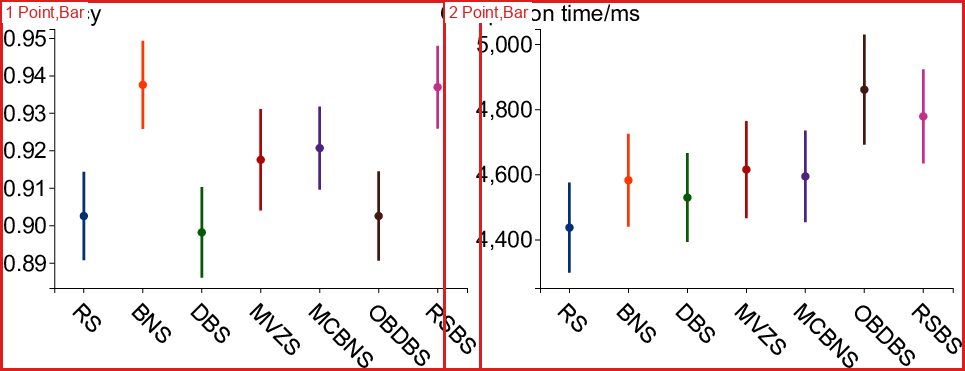 1 Point,Bar
2 Point,Bar
on time/ms
0.95
0.94
0.93
0.92
0.91
0.90
0.89
RS
BNS
DBS
MVZS
MCBNS
OBDBS
RSBS
5,000
4,800
4,600
4,400
RS
BNS
DBS
MVZS
MCBNS
OBDBS
RSBS